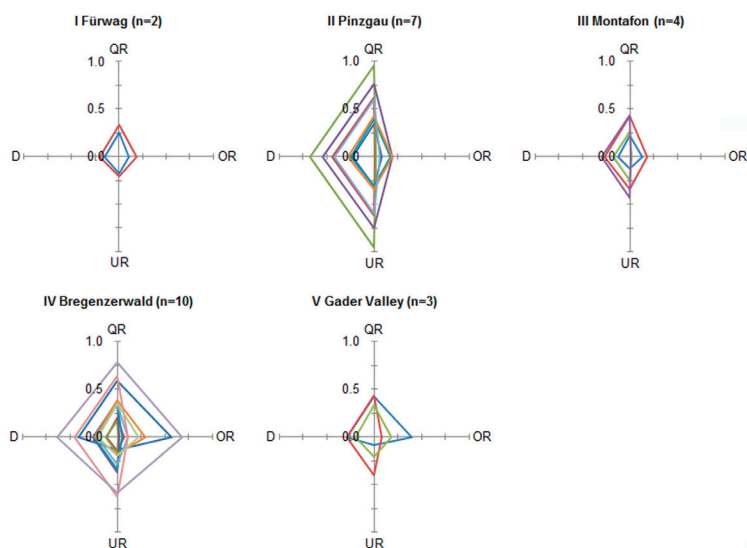 I Fürwag (n=2)
QR
1.0
0.5
D
0.0
OR
UR
II Pinzgau (n=7)
QR
1.0
0.5
D
0.0
OR
UR
III Montafon (n=4)
QR
1.0
0.5
D
0.0
OR
UR
IV Bregenzerwald (n=10)
QR
1.0
0.5
D
0.0
OR
UR
V Gader Valley (n=3)
QR
1.0
0.5
D
0.0
OR
UR